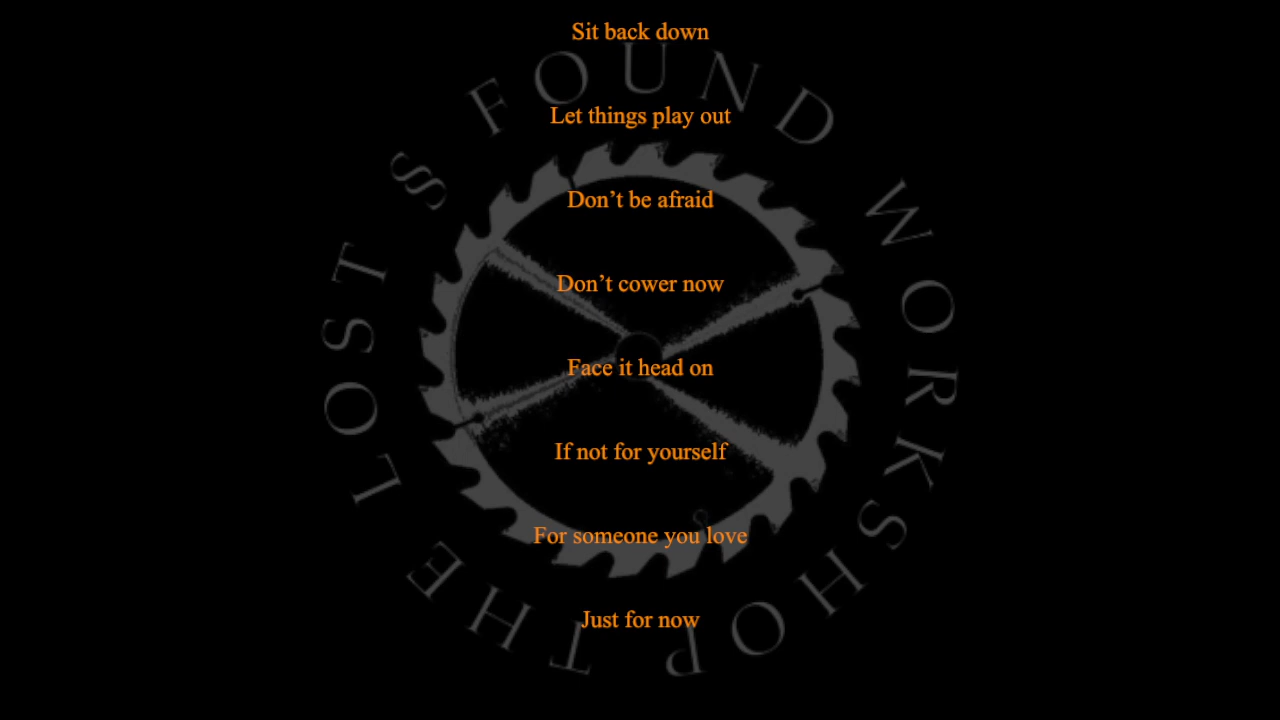 Sit back down
Let things play out
Don’t be afraid
Don’t cower now
Face it head on
If not for yourself
For someone you love
Just for now
THE LOST § FOUND WORKSHOP